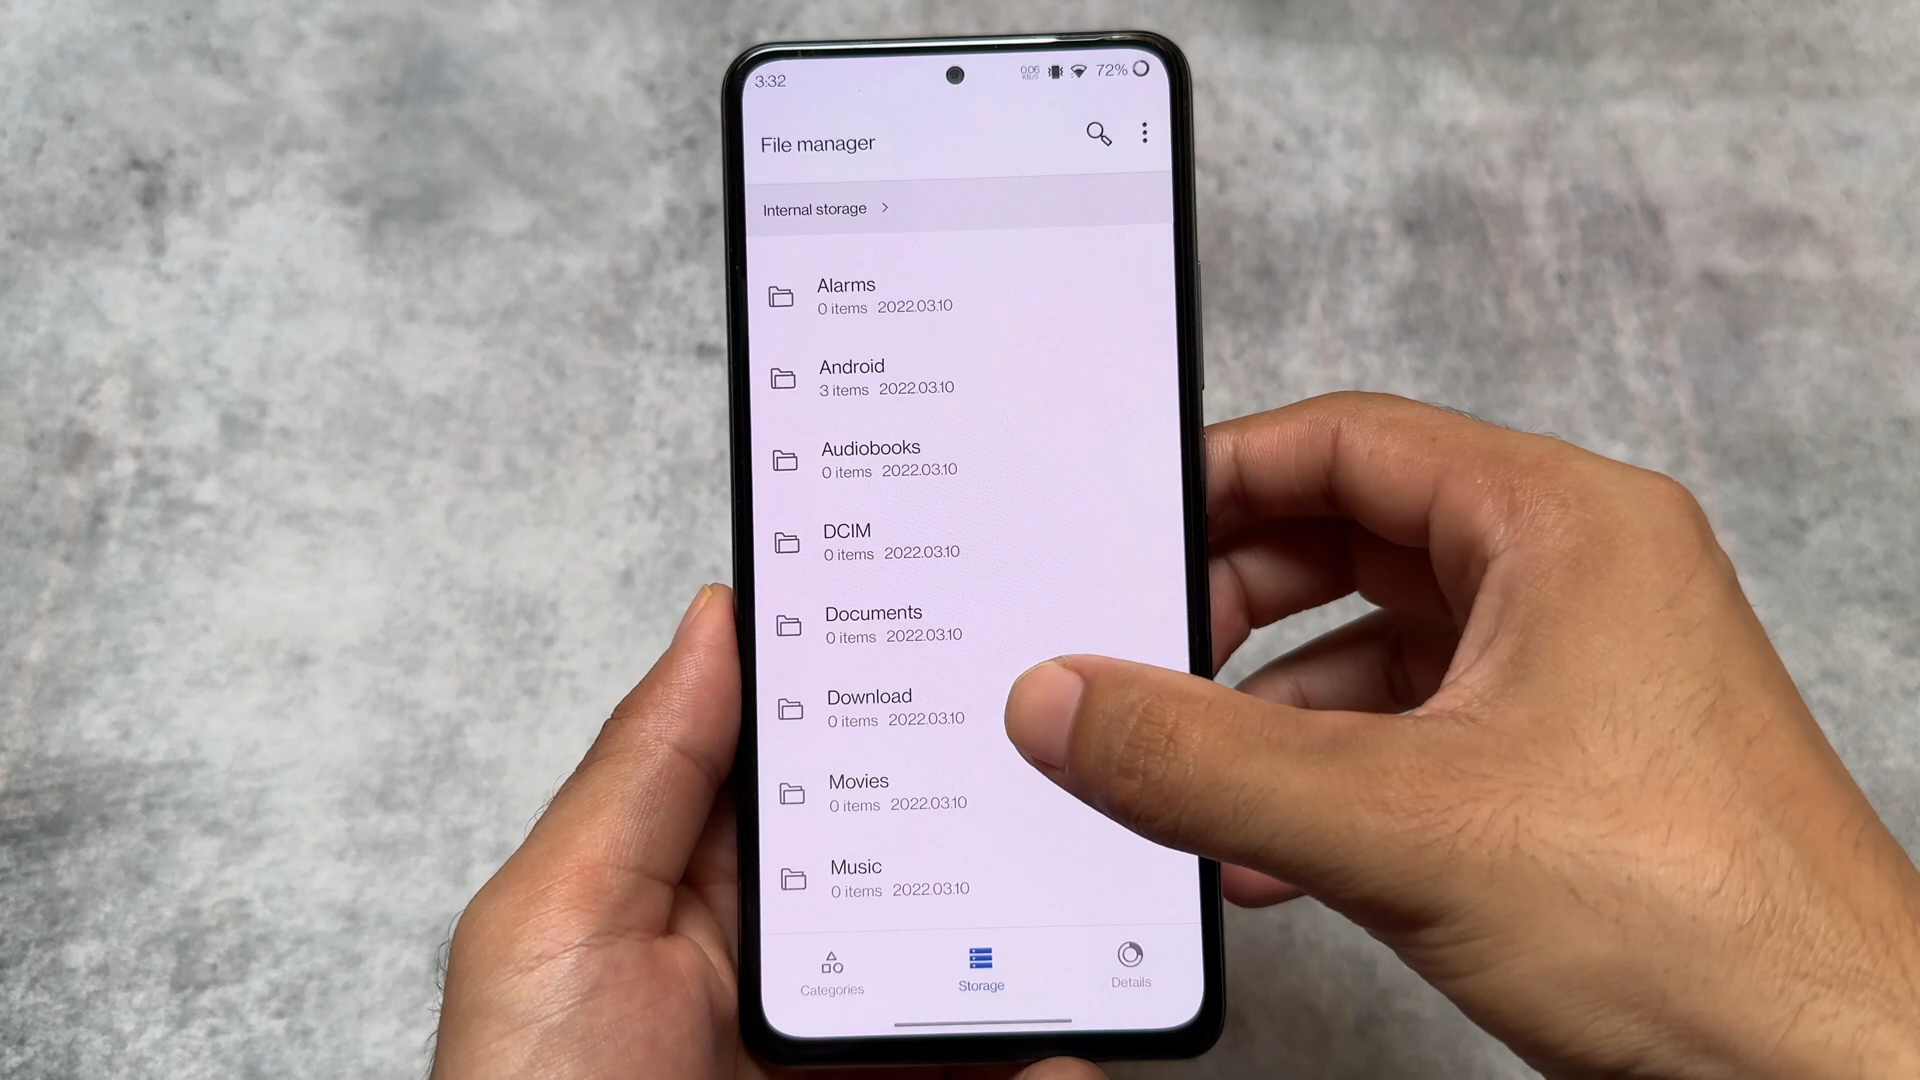 3:32
0.06 72%
KB/S
File manager
Internal storage
Alarms
0 items 2022.03.10
Android
3 items 2022.03.10
Audiobooks
0 items 2022.03.10
DCIM
0 items 2022.03.10
Documents
0 items 2022.03.10
Download
0 items 2022.03.10
Movies
0 items 2022.03.10
Music
0 items 2022.03.10
Categories
Storage
Details